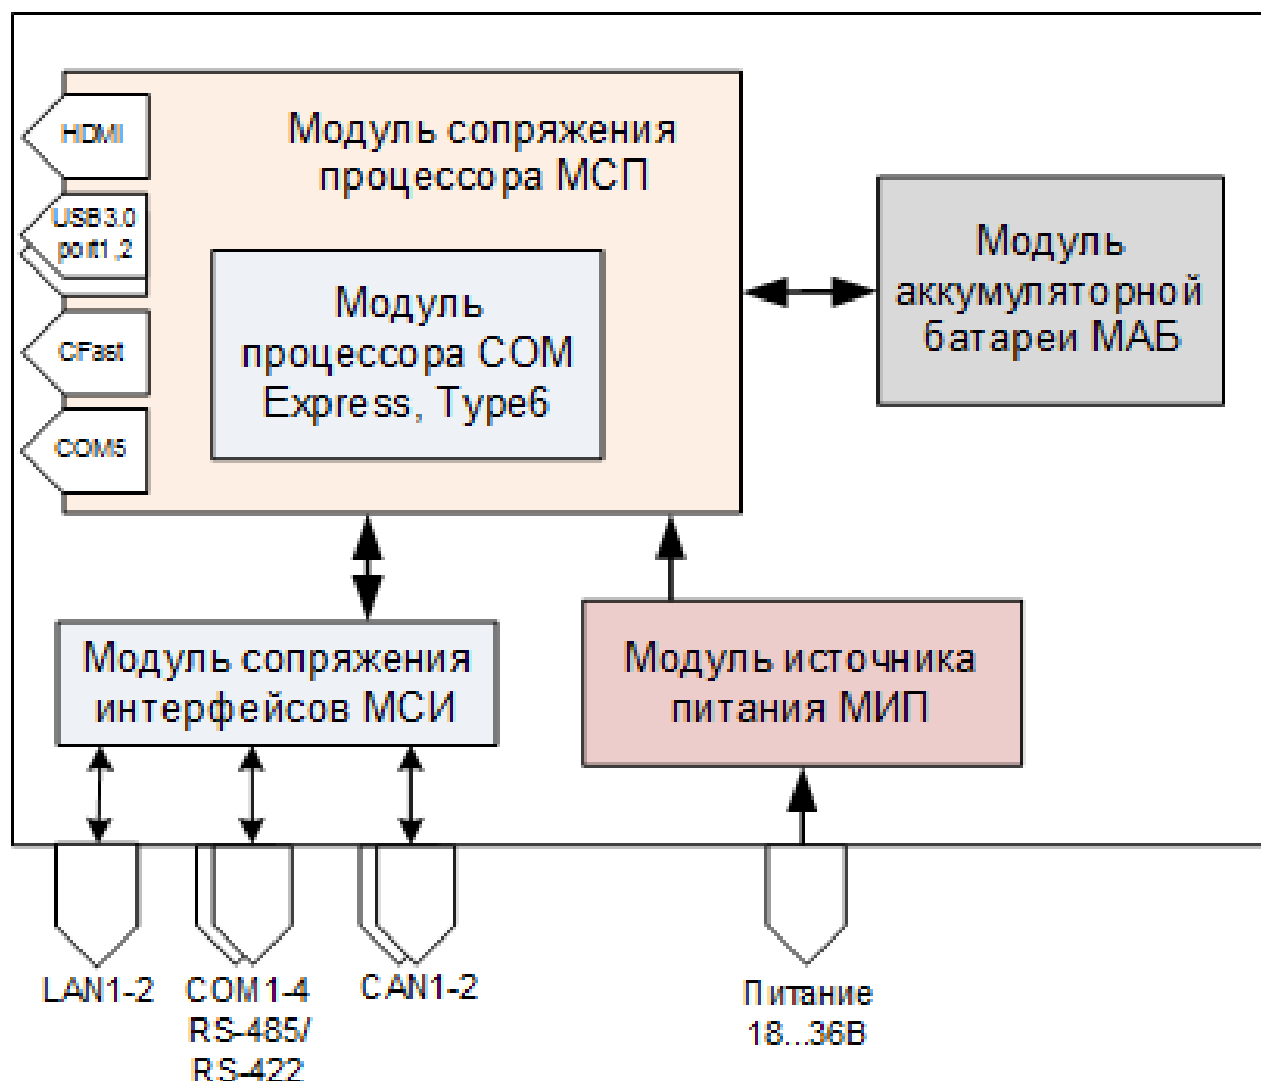 HDMI
Модуль сопряжения
процессора МСП
USB3.0
port1,2
Модуль
аккумуляторной
батареи МАБ
Модуль
процессора COM
Express, Type6
CFast
COM5
Модуль сопряжения
интерфейсов МСИ
Модуль источника
питания МИП
LAN1-2
COM1-4
RS-485/
RS-422
CAN1-2
Питание
18...36В